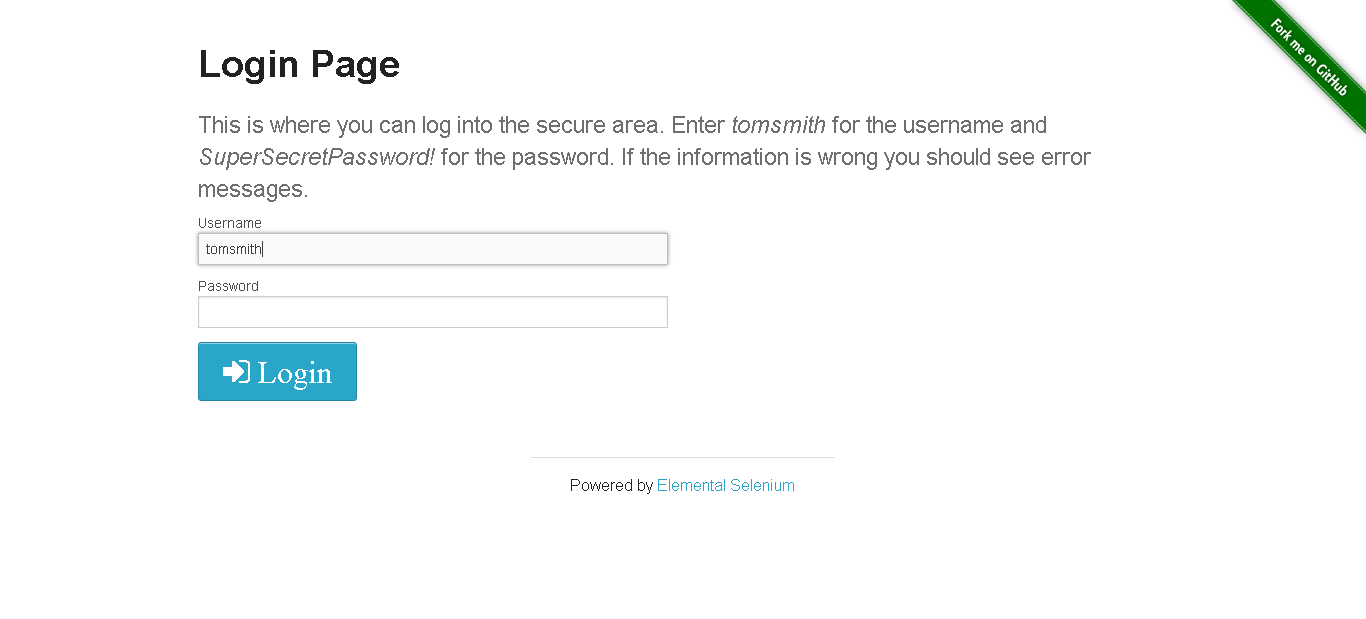 Fork me on GitHub
Login Page
This is where you can log into the secure area. Enter tomsmith for the username and
SuperSecretPassword! for the password. If the information is wrong you should see error
messages.
Username
tomsmith
Password
Login
Powered by Elemental Selenium